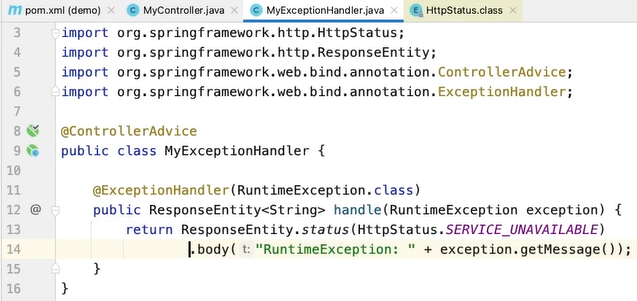 pom.xml (demo) MyController.java MyExceptionHandler.java HttpStatus.class
3 import org.springframework.http.HttpStatus;
4 import org.springframework.http.ResponseEntity;
5 import org.springframework.web.bind.annotation.ControllerAdvice;
6 import org.springframework.web.bind.annotation.ExceptionHandler;
7
8 @ControllerAdvice
9 public class MyExceptionHandler {
10
11 @ExceptionHandler(RuntimeException.class)
12 @ public ResponseEntity<String> handle(RuntimeException exception) {
13 return ResponseEntity.status(HttpStatus.SERVICE_UNAVAILABLE)
14 .body( t: "RuntimeException: " + exception.getMessage());
15 }
16 }